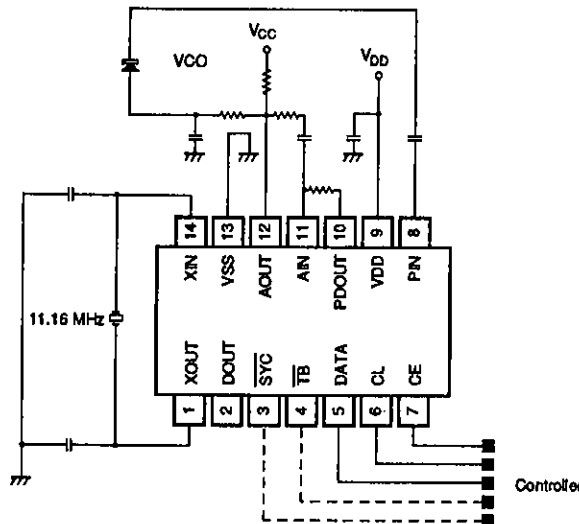 VCC
VCO
VDD
14 13 12 11 10 9 8
XIN VSS AOUT AIN PDOUT VDD PIN
11.16 MHz
XOUT DOUT SYC TB DATA CL CE
1 2 3 4 5 6 7
Controller